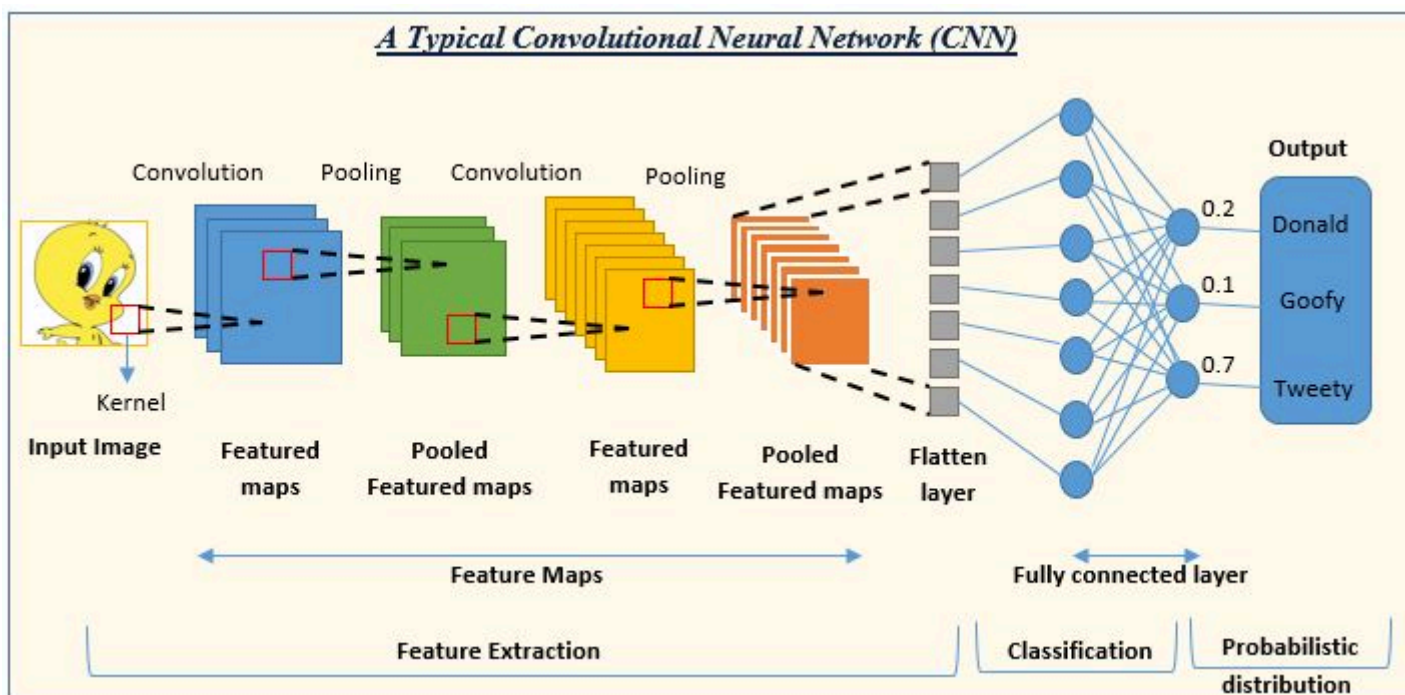 A Typical Convolutional Neural Network (CNN)
Convolution
Pooling
Convolution
Pooling
Kernel
Input Image
Featured
maps
Pooled
Featured maps
Featured
maps
Pooled
Featured maps
Flatten
layer
0.2
0.1
0.7
Output
Donald
Goofy
Tweety
Feature Maps
Fully connected layer
Feature Extraction
Classification
Probabilistic
distribution